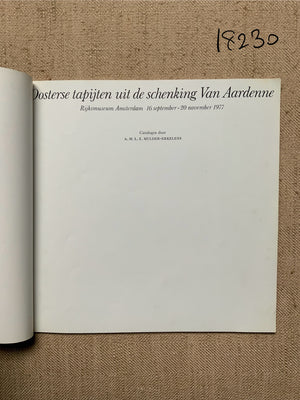 18230
Oosterse tapijten uit de schenking Van Aardenne
Rijksmuseum Amsterdam 16 september - 20 november 1977
Catalogus door
A. M. L. E. MULDER-ERKELENS